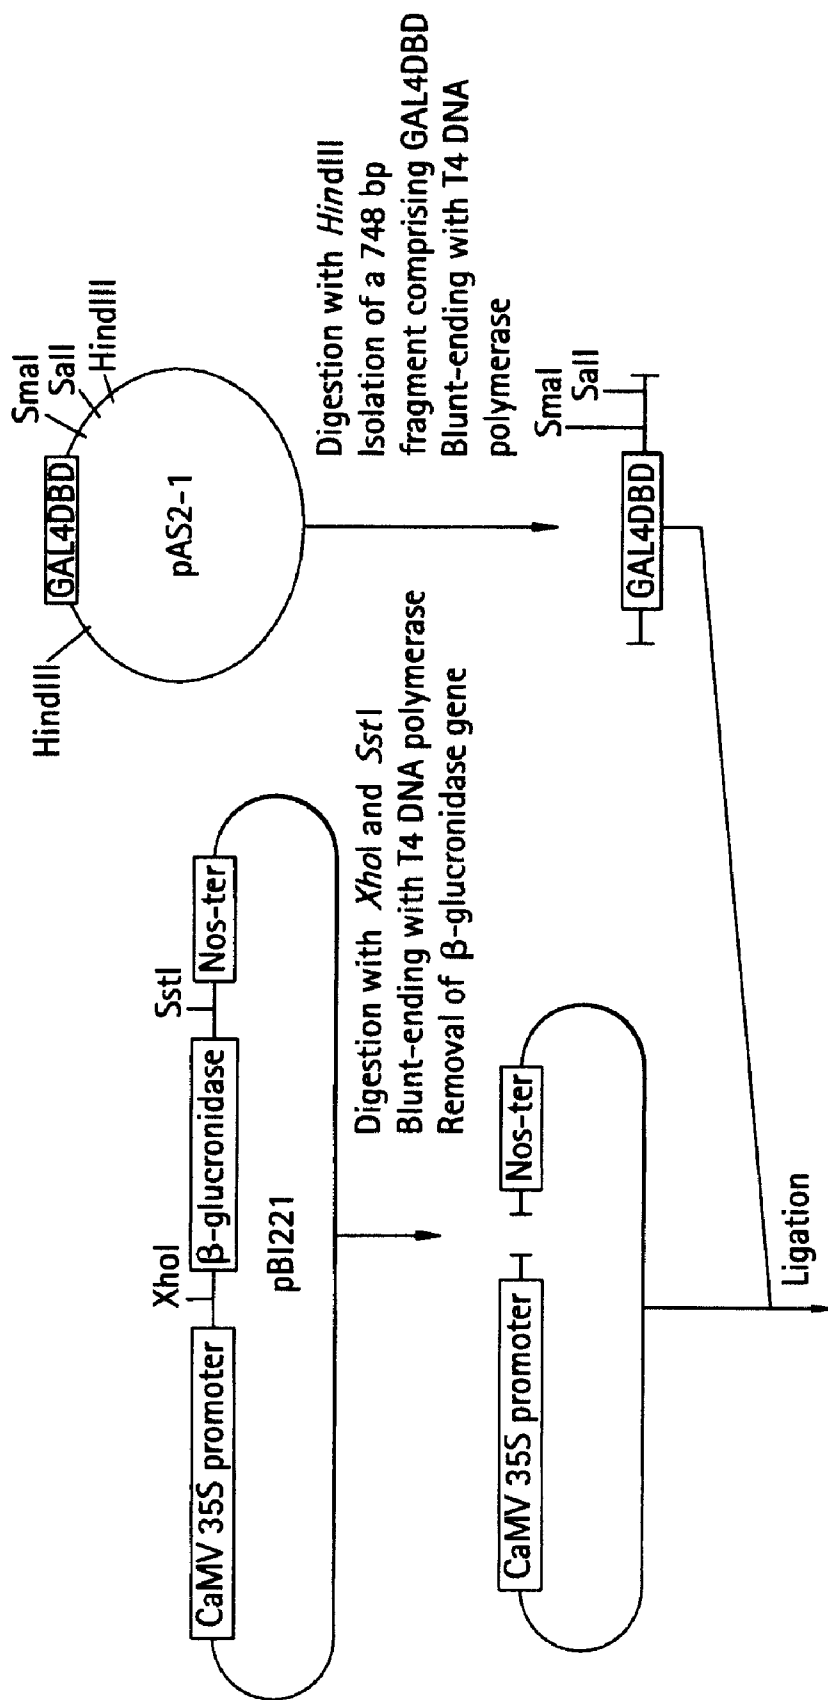 CaMV 35S promoter
XhoI
β-glucronidase
SstI
Nos-ter
pBI221
HindIII
GAL4DBD
SmaI
SalI
HindIII
pAS2-1
Digestion with XhoI and SstI
Blunt-ending with T4 DNA polymerase
Removal of β-glucronidase gene
Digestion with HindIII
Isolation of a 748 bp
fragment comprising GAL4DBD
Blunt-ending with T4 DNA
polymerase
CaMV 35S promoter
Nos-ter
GAL4DBD
SmaI
SalI
Ligation